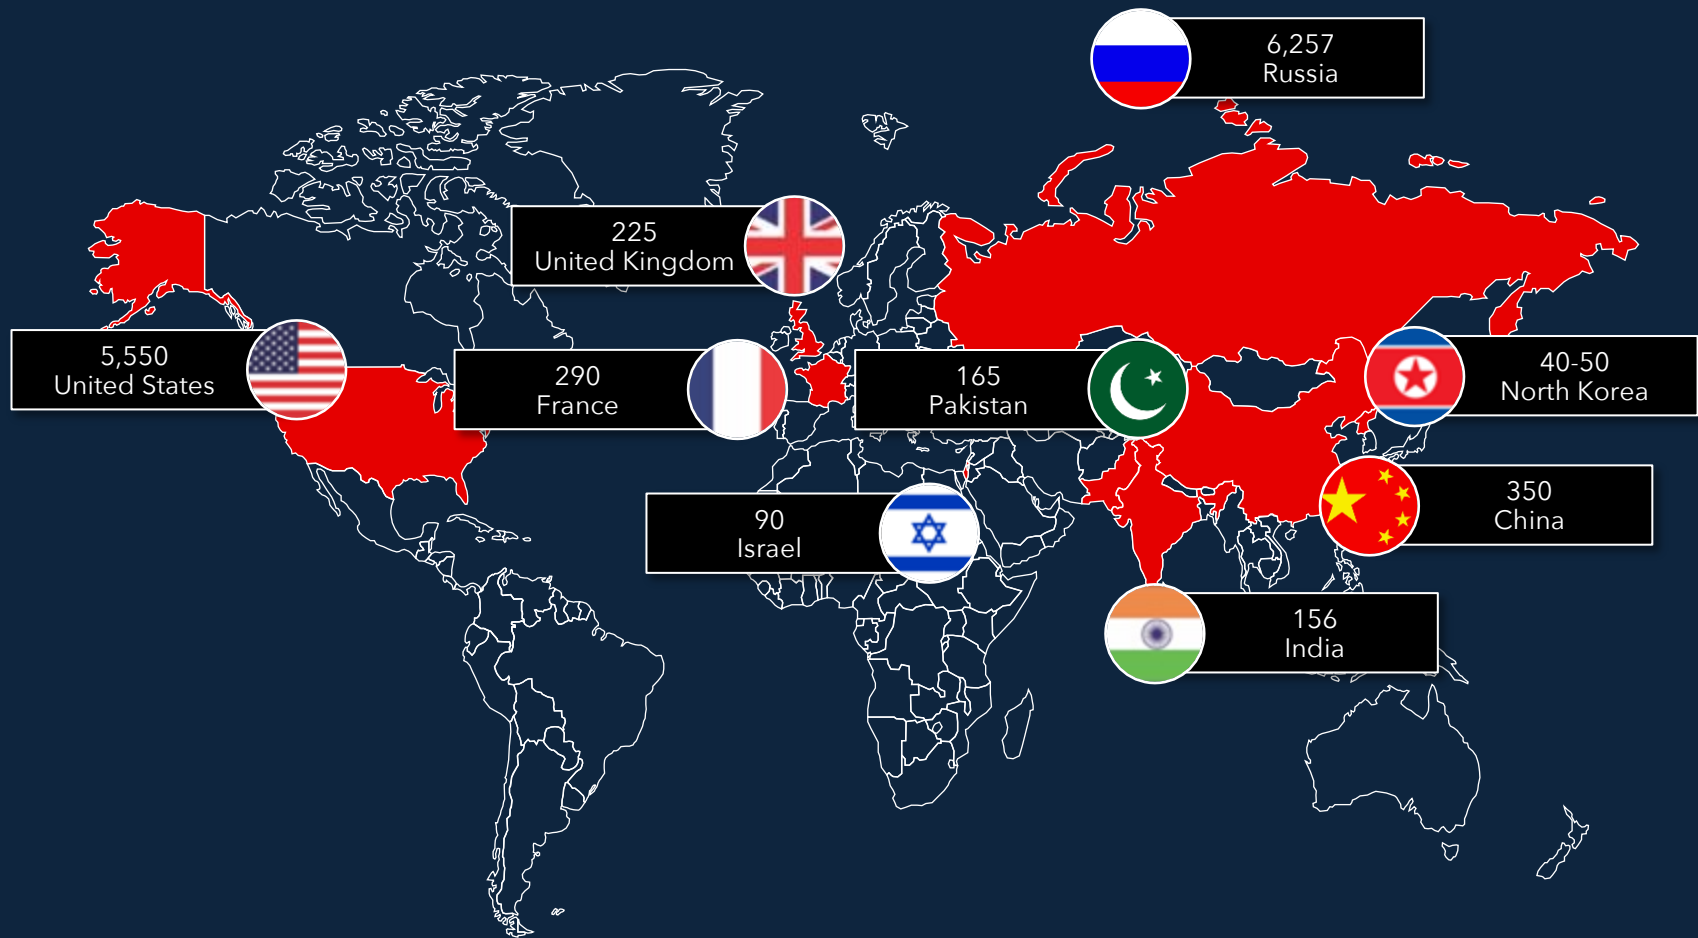 6,257
Russia
225
United Kingdom
5,550
United States
290
France
165
Pakistan
40-50
North Korea
90
Israel
350
China
156
India